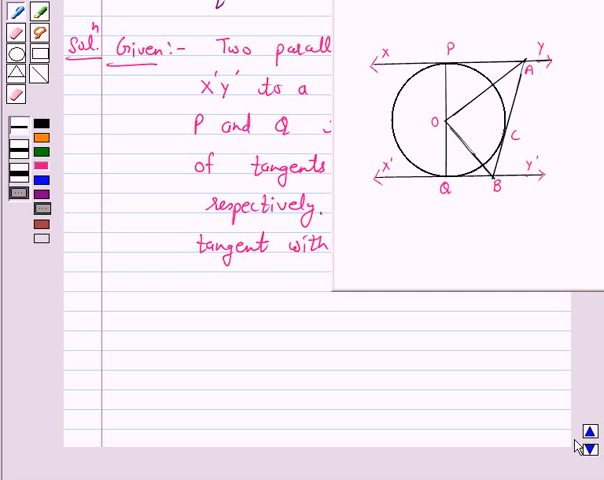 Solⁿ. Given:- Two parall
X'Y' to a
P and Q
of tangents
respectively.
tangent with
X P Y
A
O
C
X' Y'
Q B